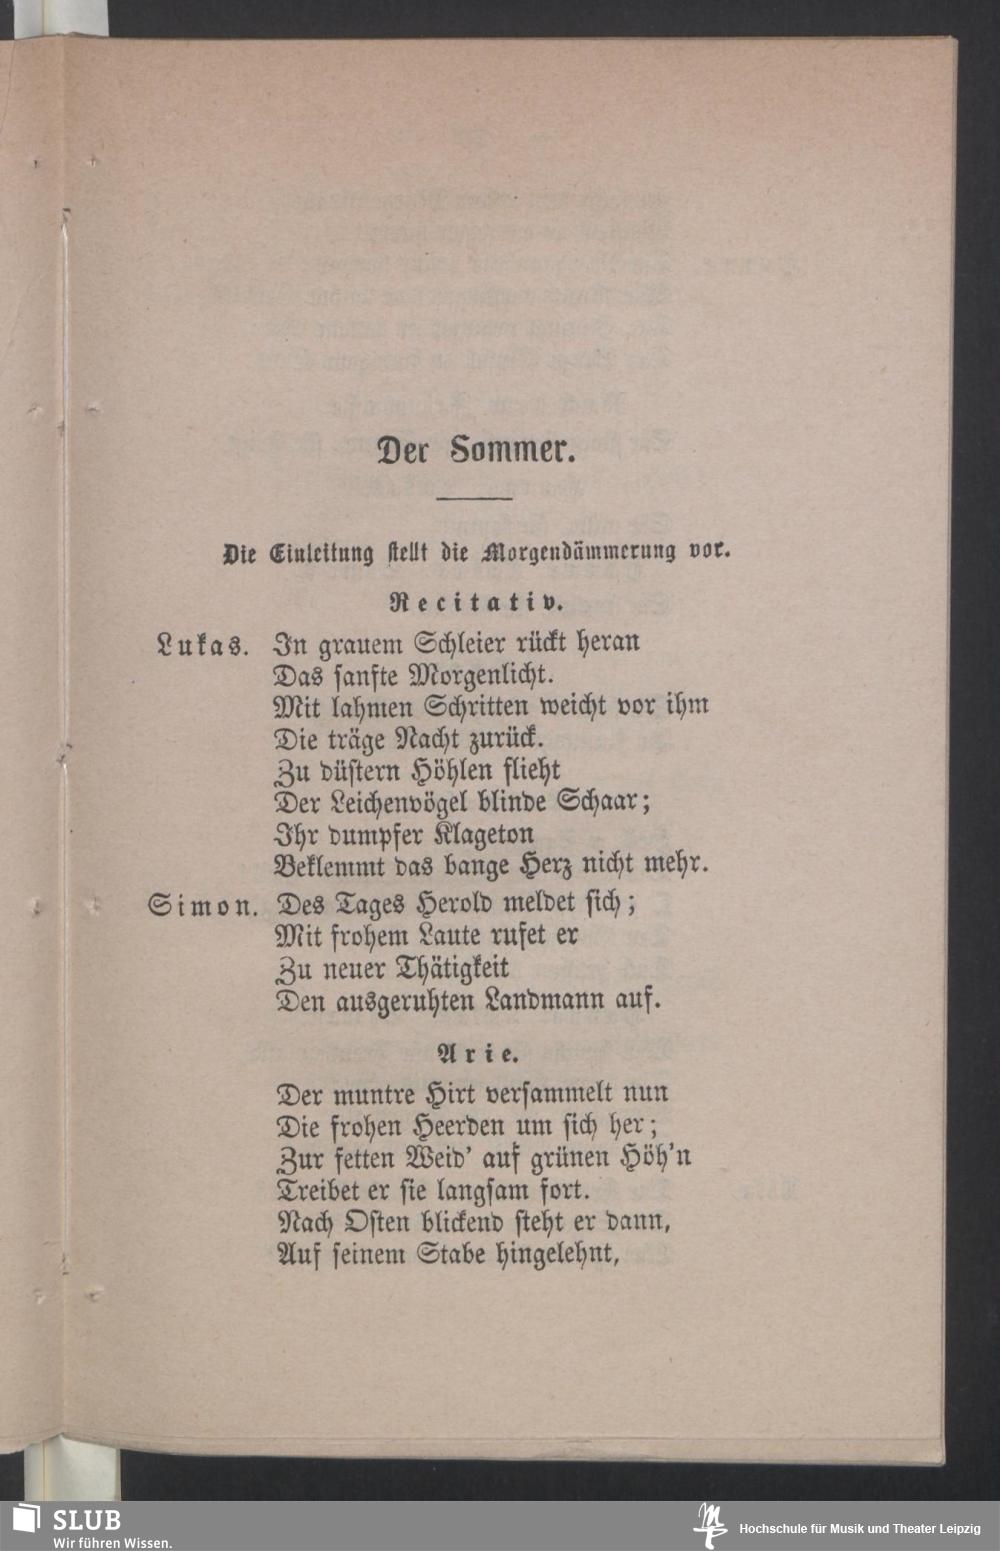 Der Sommer.
Die Einleitung stellt die Morgendämmerung vor.
Recitativ.
Lukas. In grauem Schleier rückt heran
Das sanfte Morgenlicht.
Mit lahmen Schritten weicht vor ihm
Die träge Nacht zurück.
Zu düstern Höhlen flieht
Der Leichenvögel blinde Schaar;
Ihr dumpfer Klageton
Beklemmt das bange Herz nicht mehr.
Simon. Des Tages Herold meldet sich;
Mit frohem Laute rufet er
Zu neuer Thätigkeit
Den ausgeruhten Landmann auf.
Arie.
Der muntre Hirt versammelt nun
Die frohen Heerden um sich her;
Zur fetten Weid' auf grünen Höh'n
Treibet er sie langsam fort.
Nach Osten blickend steht er dann,
Auf seinem Stabe hingelehnt,
SLUB
Wir führen Wissen.
Hochschule für Musik und Theater Leipzig